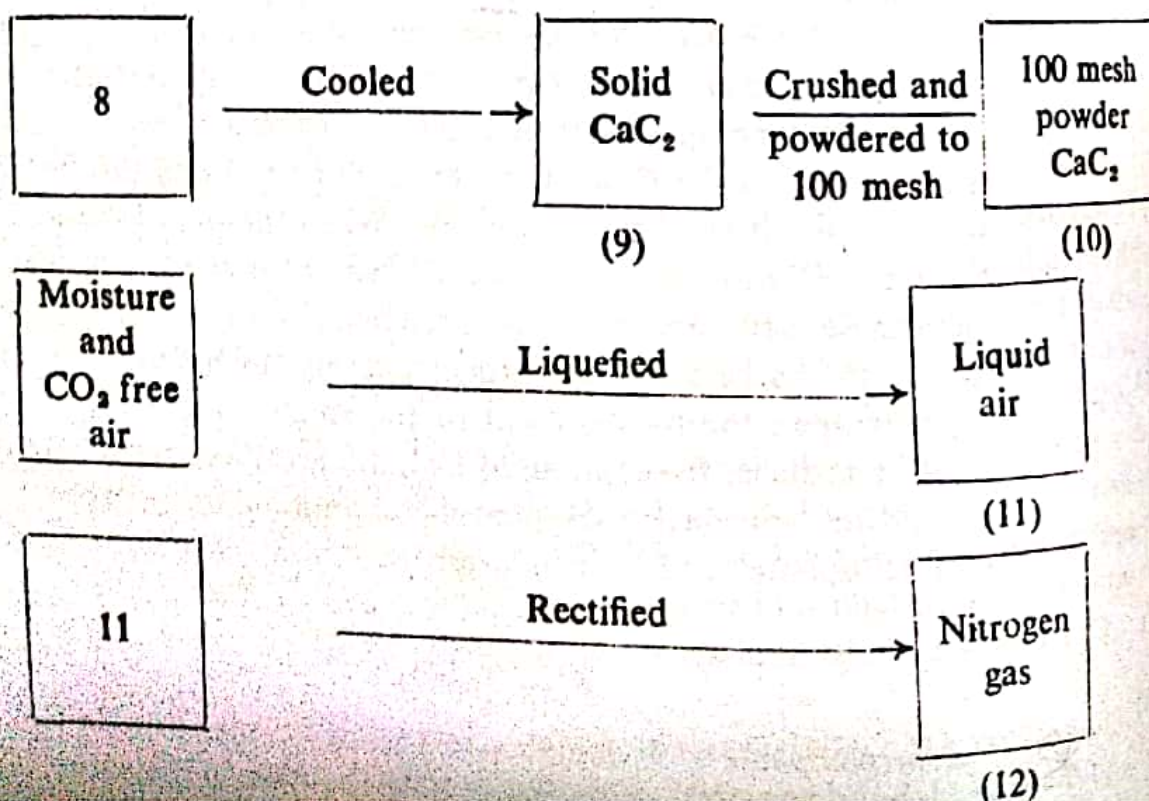 8
Cooled
Solid
CaC₂
(9)
Crushed and
powdered to
100 mesh
100 mesh
powder
CaC₂
(10)
Moisture
and
CO₂ free
air
Liquefied
Liquid
air
(11)
11
Rectified
Nitrogen
gas
(12)